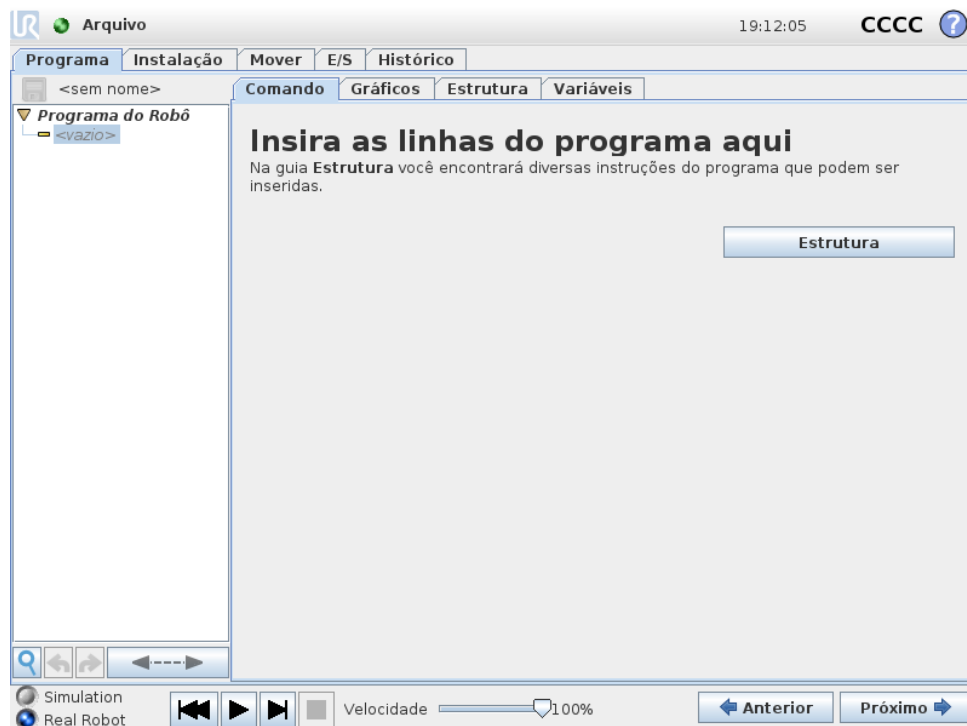 UR Arquivo 19:12:05 CCCC ?
Programa Instalação Mover E/S Histórico
<sem nome> Comando Gráficos Estrutura Variáveis
Programa do Robô
<vazio>
Insira as linhas do programa aqui
Na guia Estrutura você encontrará diversas instruções do programa que podem ser
inseridas.
Estrutura
Simulation
Real Robot
Velocidade 100%
Anterior Próximo